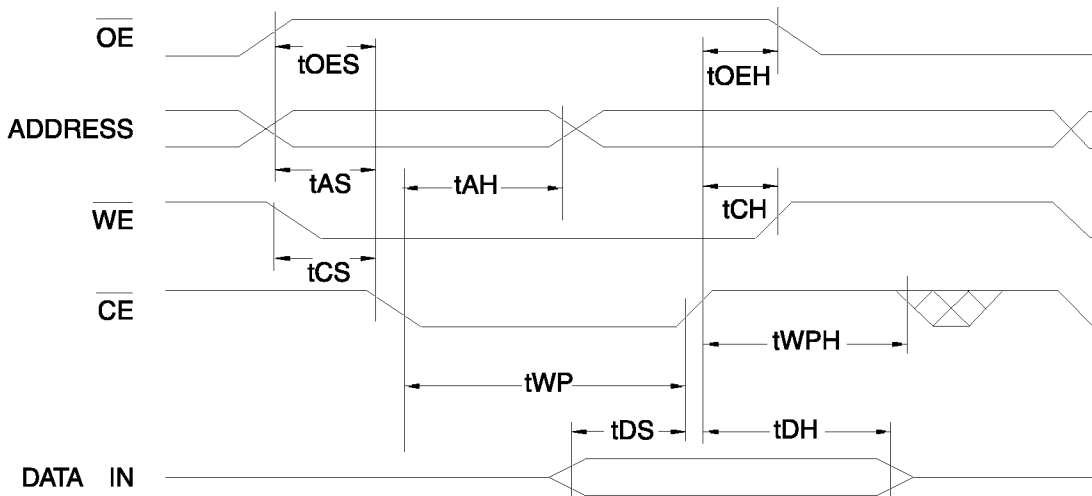 OE
tOES
tOEH
ADDRESS
tAS
tAH
tCH
WE
tCS
CE
tWPH
tWP
tDS
tDH
DATA IN